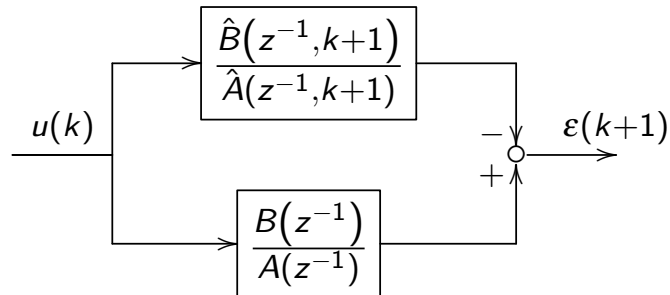 B̂(z⁻¹,k+1)
Â(z⁻¹,k+1)
u(k)
−
ε(k+1)
+
B(z⁻¹)
A(z⁻¹)